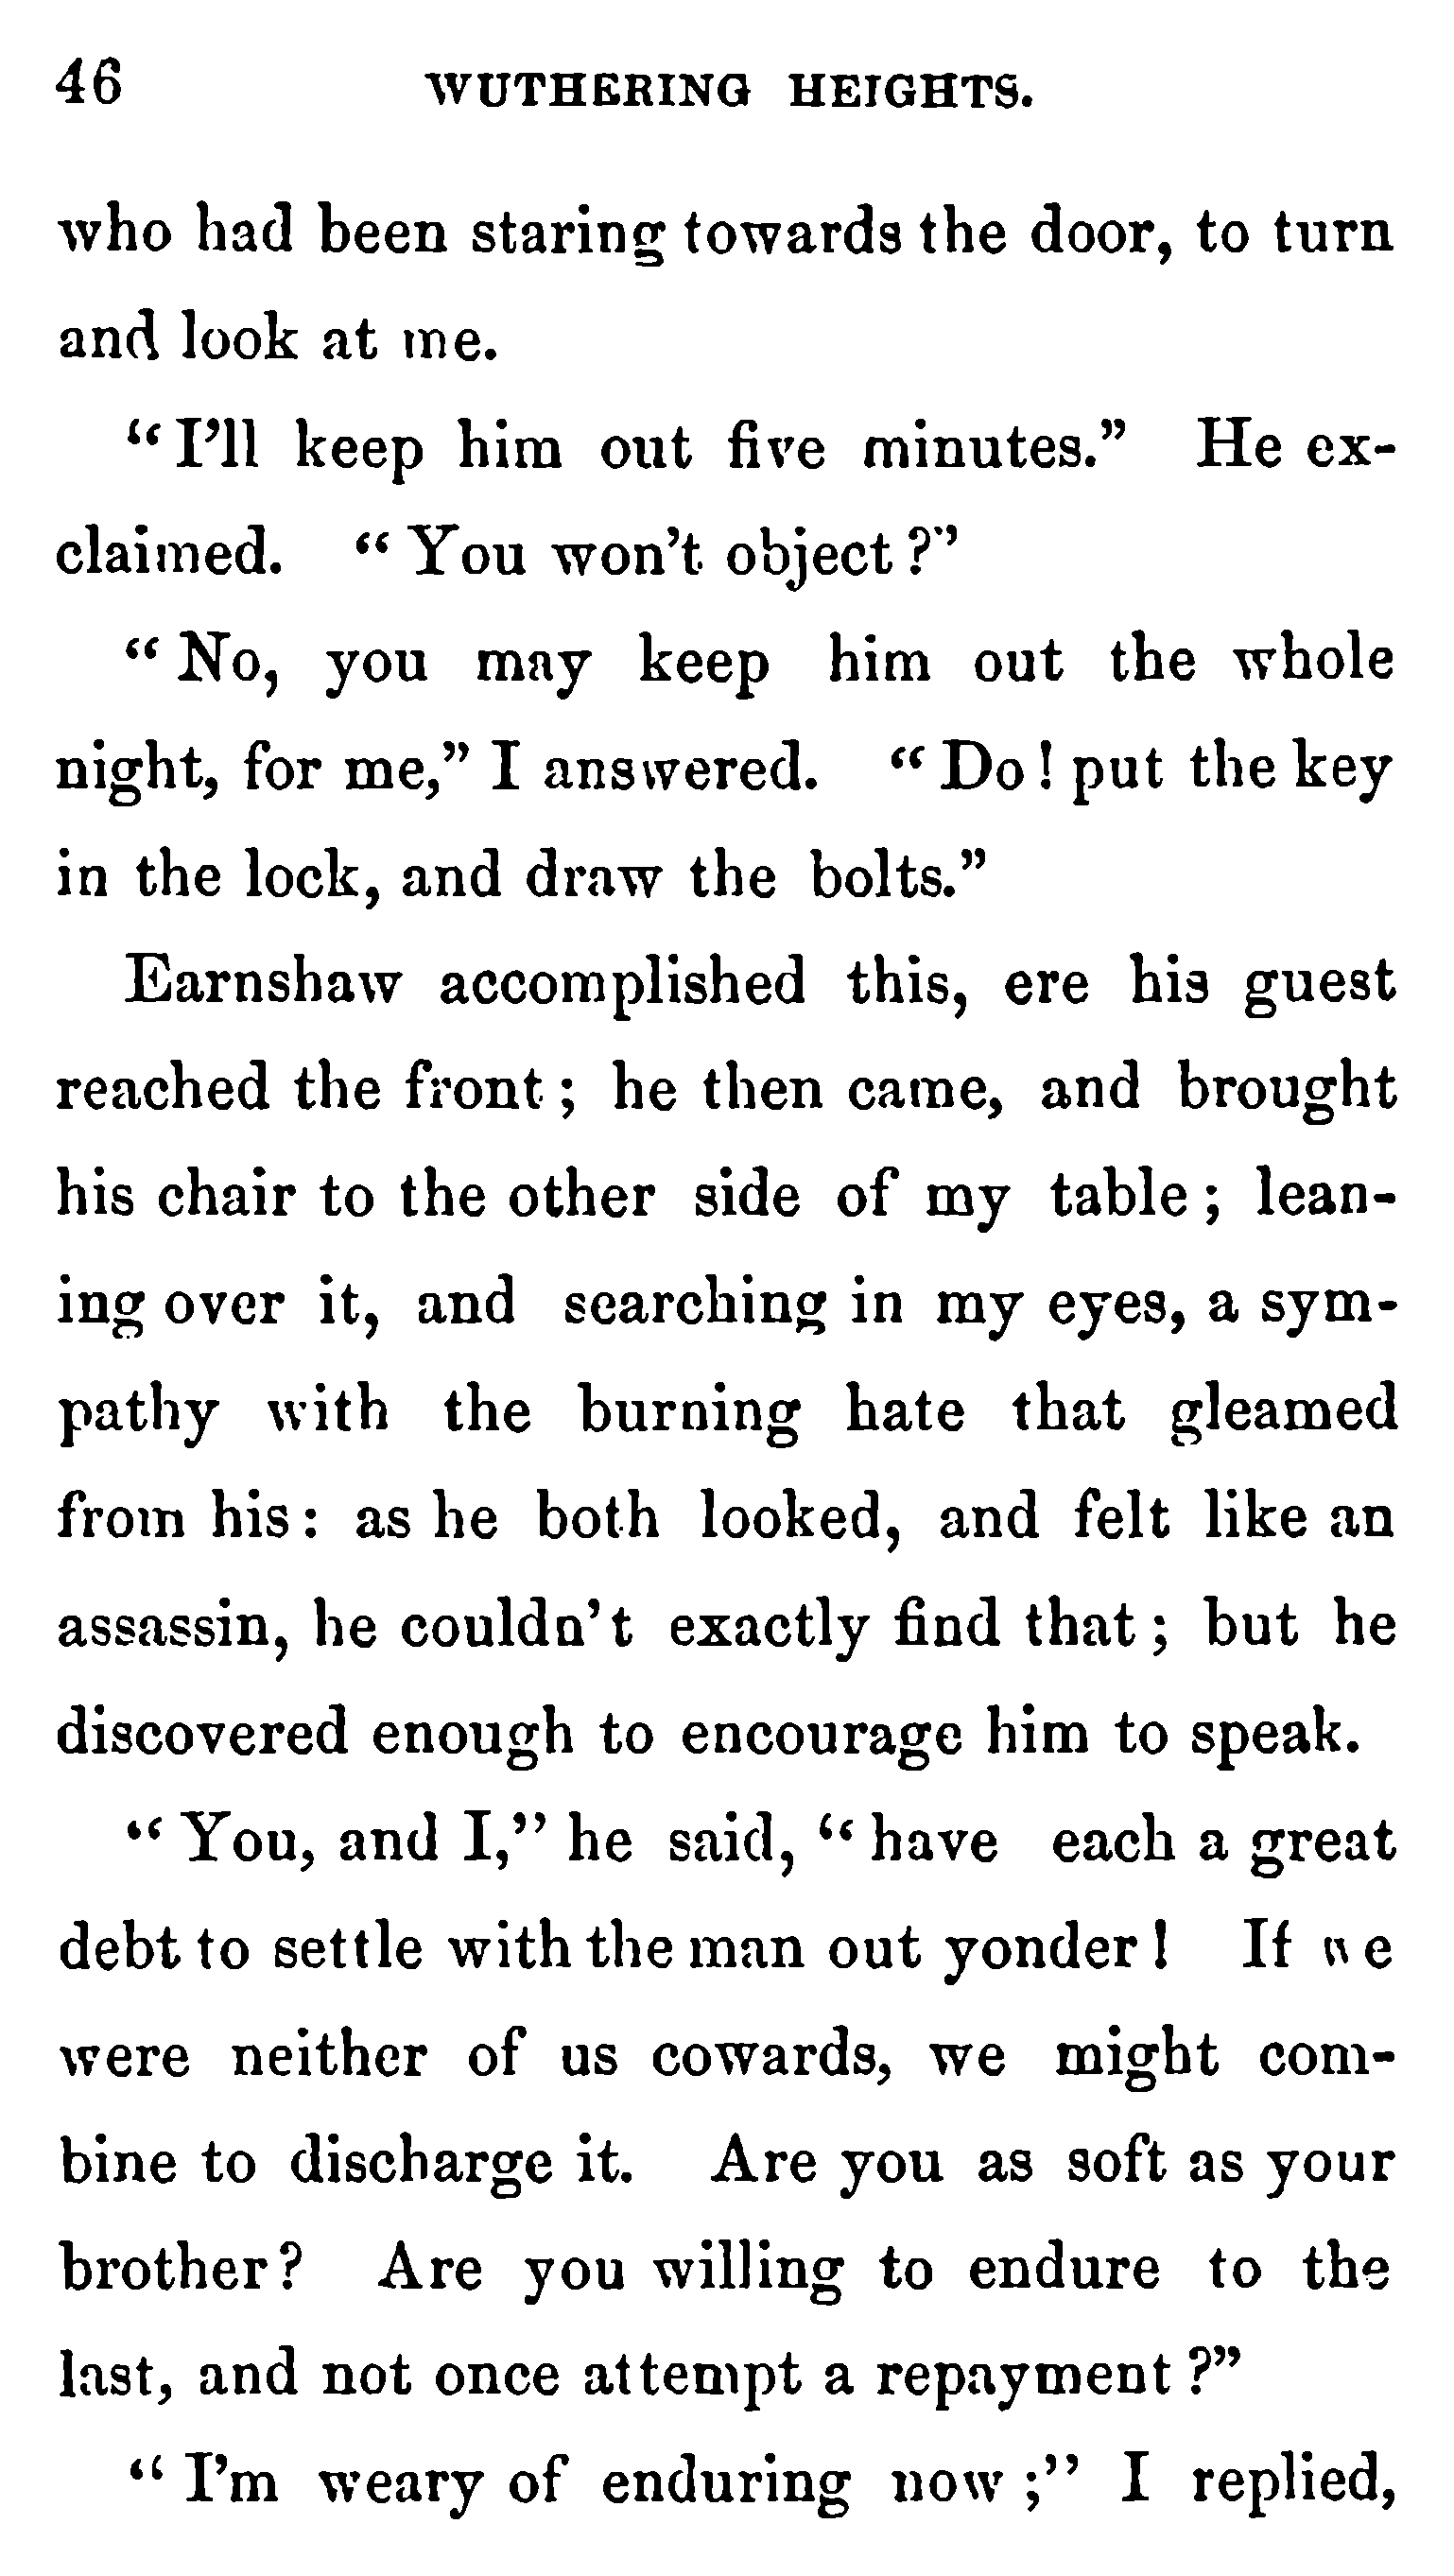 46 WUTHERING HEIGHTS.
who had been staring towards the door, to turn
and look at me.
“I’ll keep him out five minutes.” He ex-
claimed. “You won’t object?”
“No, you may keep him out the whole
night, for me,” I answered. “Do! put the key
in the lock, and draw the bolts.”
Earnshaw accomplished this, ere his guest
reached the front; he then came, and brought
his chair to the other side of my table; lean-
ing over it, and searching in my eyes, a sym-
pathy with the burning hate that gleamed
from his: as he both looked, and felt like an
assassin, he couldn’t exactly find that; but he
discovered enough to encourage him to speak.
“You, and I,” he said, “have each a great
debt to settle with the man out yonder! If we
were neither of us cowards, we might com-
bine to discharge it. Are you as soft as your
brother? Are you willing to endure to the
last, and not once attempt a repayment?”
“I’m weary of enduring now;” I replied,